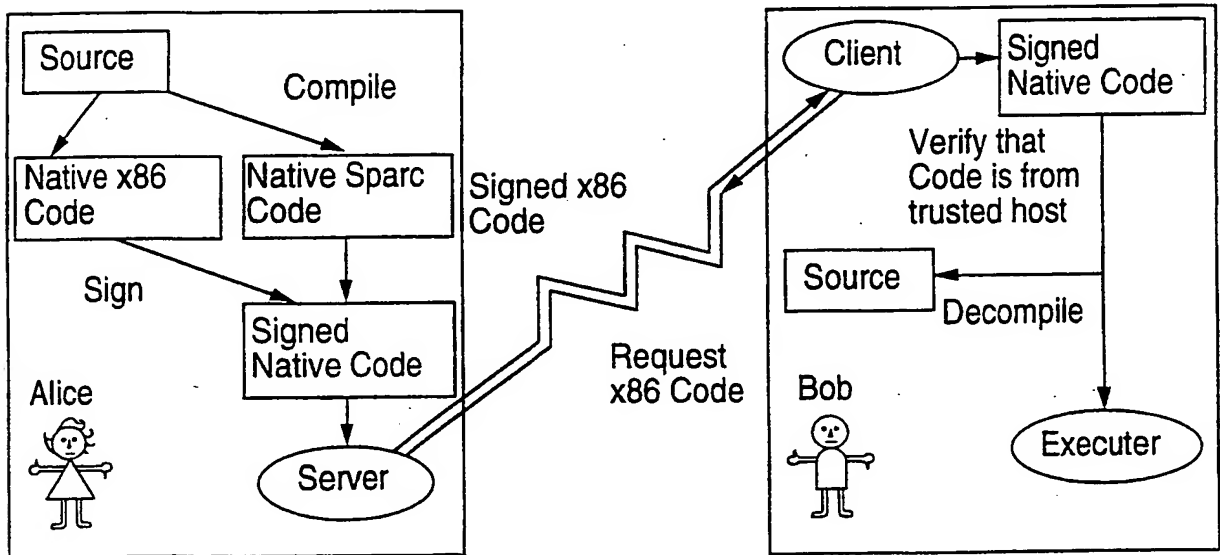 Source
Compile
Native x86
Code
Native Sparc
Code
Sign
Signed
Native Code
Alice
Server
Signed x86
Code
Request
x86 Code
Client
Signed
Native Code
Verify that
Code is from
trusted host
Source
Decompile
Bob
Executer